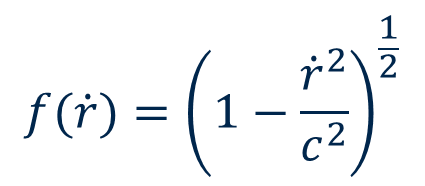 f(ṙ) = (1 − ṙ²/c²)^(1/2)